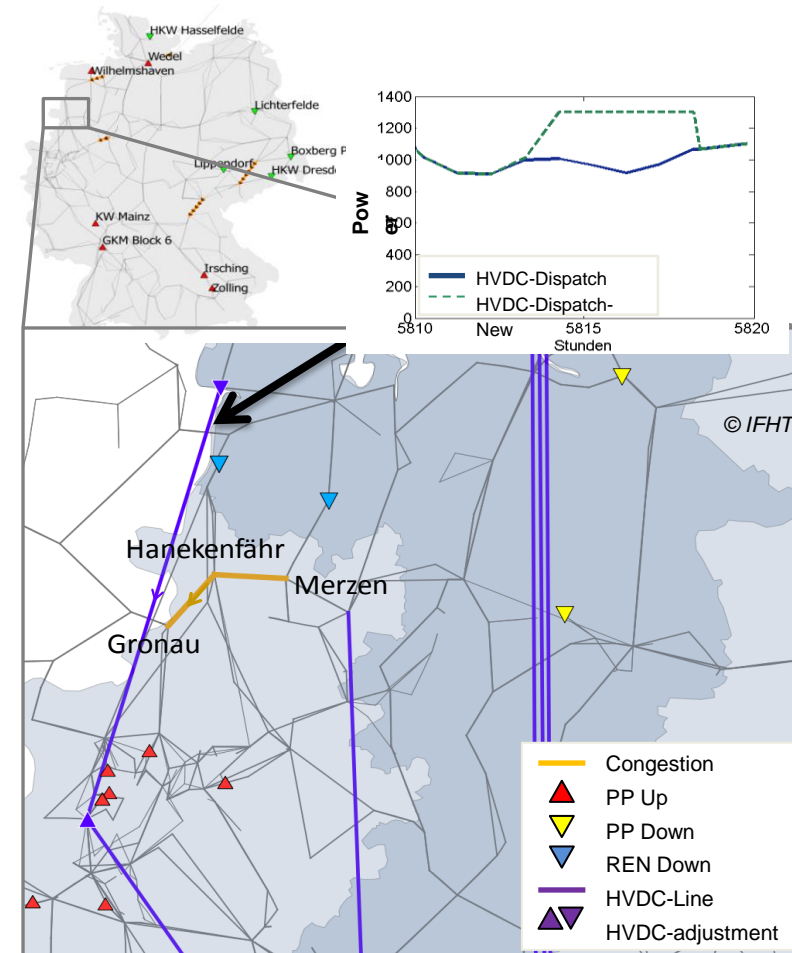 HKW Hasselfelde
Wedel
Wilhelmshaven
Lichterfelde
Boxberg P
Lippendorf
HKW Dresd
KW Mainz
GKM Block 6
Irsching
Zolling
Pow
er
1400
1200
1000
800
600
400
200
0
HVDC-Dispatch
HVDC-Dispatch-
New
5810
5815
5820
Stunden
© IFHT
Hanekenfähr
Merzen
Gronau
Congestion
PP Up
PP Down
REN Down
HVDC-Line
HVDC-adjustment